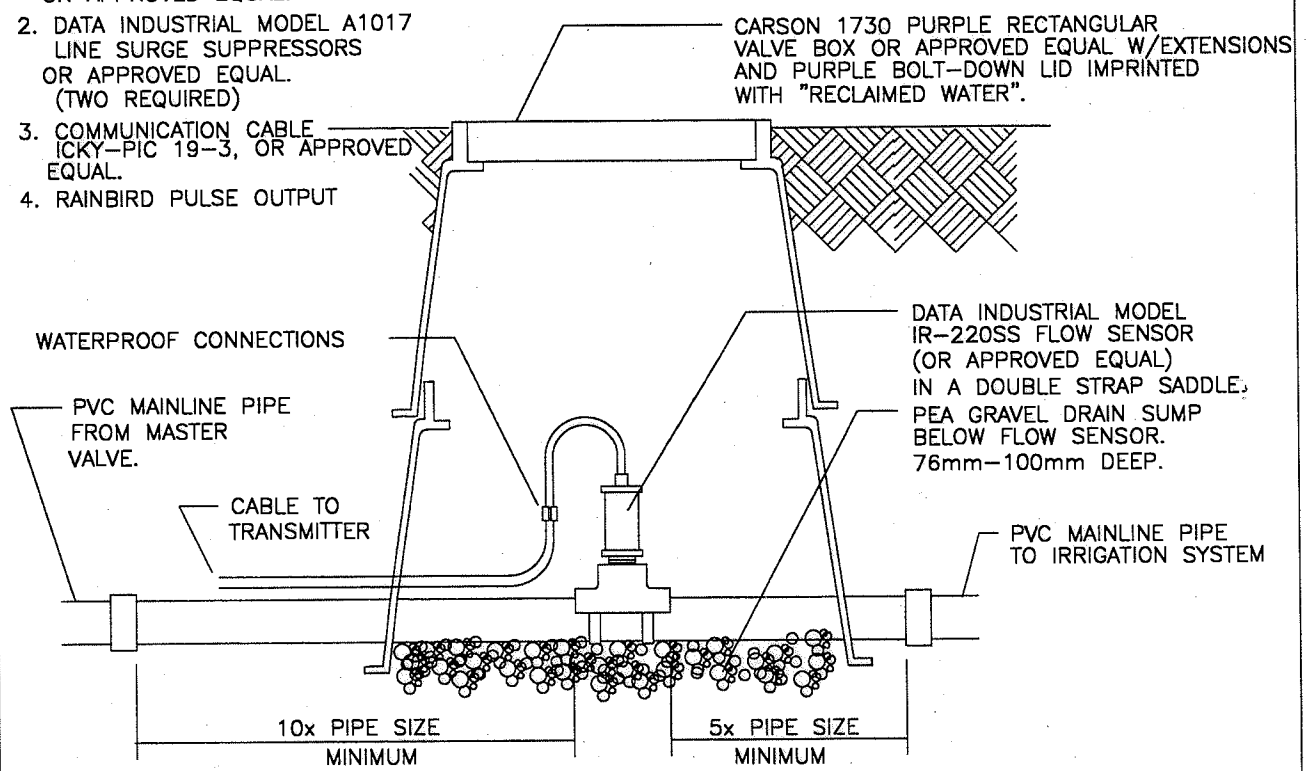 OR APPROVED EQUAL.
2. DATA INDUSTRIAL MODEL A1017
LINE SURGE SUPPRESSORS
OR APPROVED EQUAL.
(TWO REQUIRED)
3. COMMUNICATION CABLE
ICKY-PIC 19-3, OR APPROVED
EQUAL.
4. RAINBIRD PULSE OUTPUT
CARSON 1730 PURPLE RECTANGULAR
VALVE BOX OR APPROVED EQUAL W/EXTENSIONS
AND PURPLE BOLT-DOWN LID IMPRINTED
WITH "RECLAIMED WATER".
WATERPROOF CONNECTIONS
PVC MAINLINE PIPE
FROM MASTER
VALVE.
CABLE TO
TRANSMITTER
DATA INDUSTRIAL MODEL
IR-220SS FLOW SENSOR
(OR APPROVED EQUAL)
IN A DOUBLE STRAP SADDLE.
PEA GRAVEL DRAIN SUMP
BELOW FLOW SENSOR.
76mm-100mm DEEP.
PVC MAINLINE PIPE
TO IRRIGATION SYSTEM
10x PIPE SIZE
MINIMUM
5x PIPE SIZE
MINIMUM